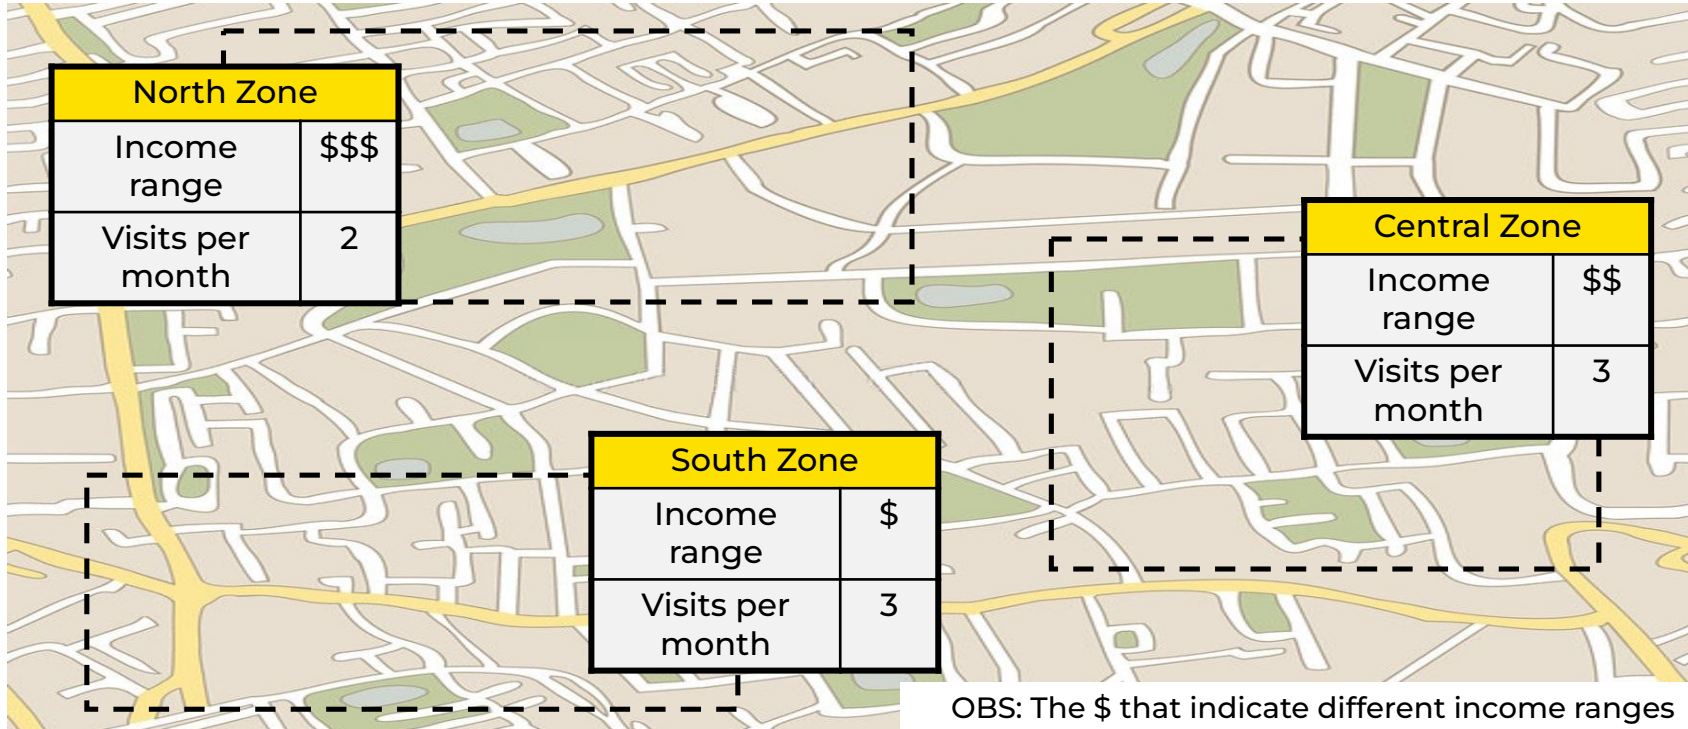 North Zone
Income
range
$$$
Visits per
month
2
Central Zone
Income
range
$$
Visits per
month
3
South Zone
Income
range
$
Visits per
month
3
OBS: The $ that indicate different income ranges